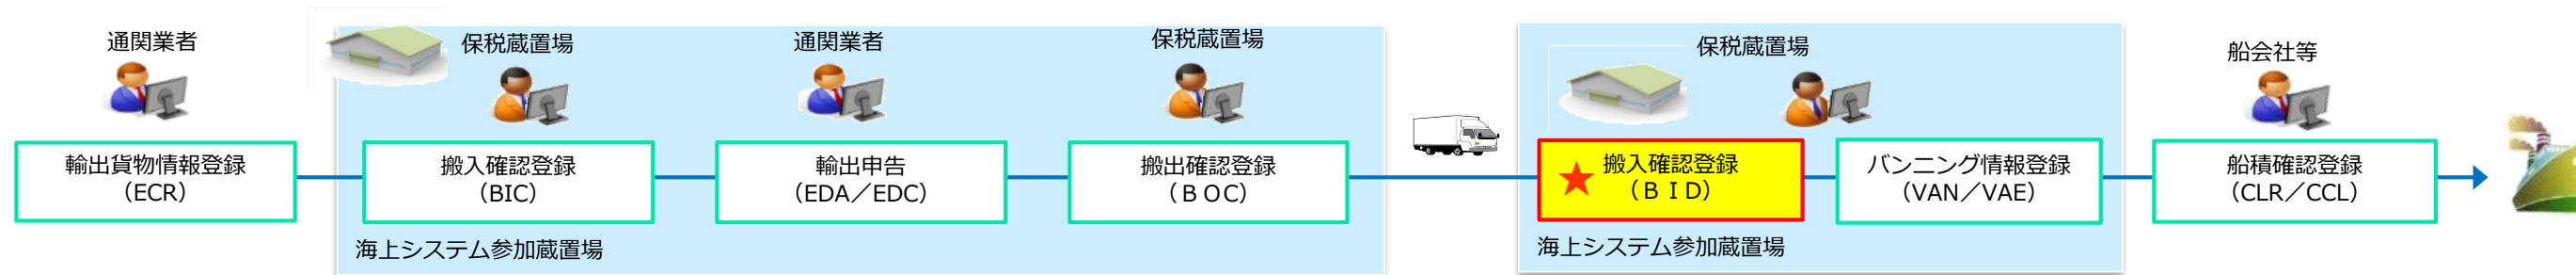 通関業者
輸出貨物情報登録
（ECR）
保税蔵置場
搬入確認登録
（BIC）
通関業者
輸出申告
（EDA／EDC）
保税蔵置場
搬出確認登録
（ＢＯＣ）
海上システム参加蔵置場
保税蔵置場
★ 搬入確認登録
（ＢＩＤ）
バンニング情報登録
（VAN／VAE）
海上システム参加蔵置場
船会社等
船積確認登録
（CLR／CCL）